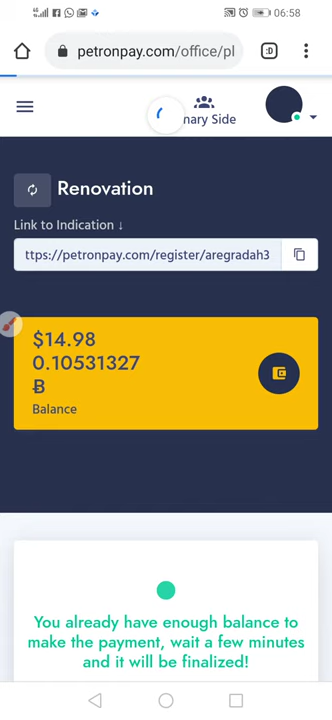 06:58
petronpay.com/office/pl
:D
nary Side
Renovation
Link to Indication ↓
ttps://petronpay.com/register/aregradah3
$14.98
0.10531327
Ƀ
Balance
You already have enough balance to
make the payment, wait a few minutes
and it will be finalized!